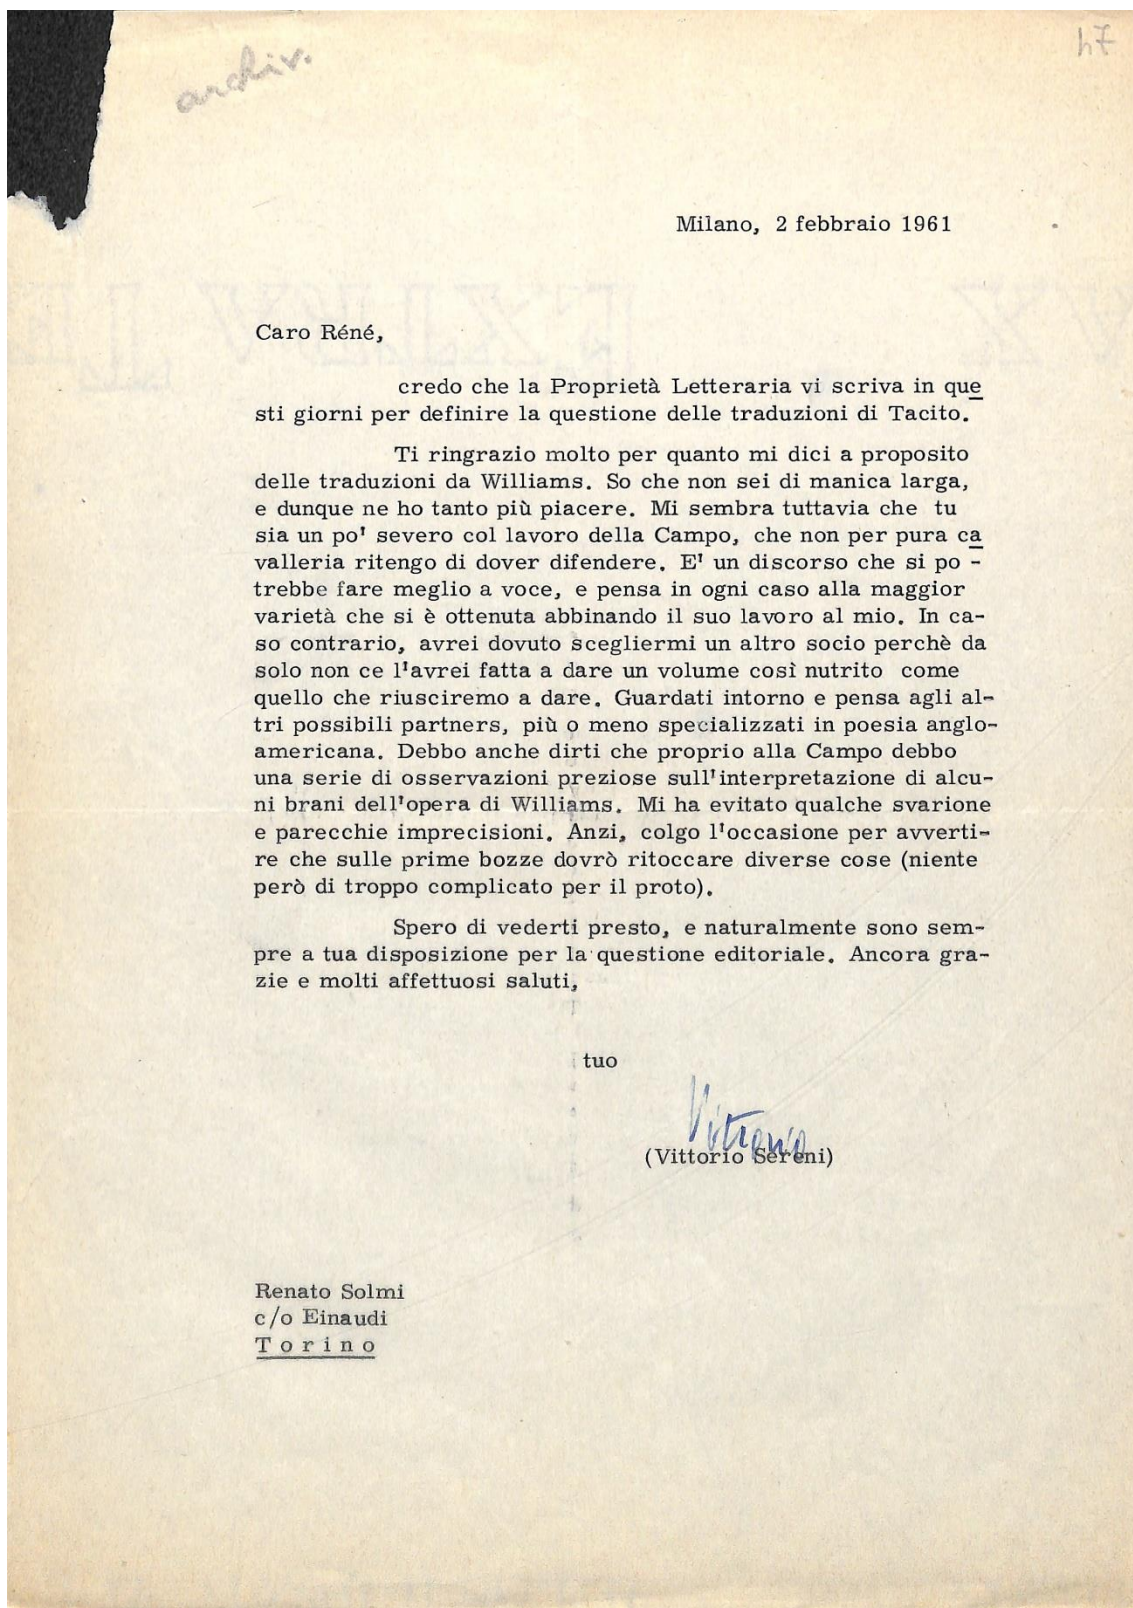 archiv.
47
Milano, 2 febbraio 1961
Caro Réné,
credo che la Proprietà Letteraria vi scriva in que
sti giorni per definire la questione delle traduzioni di Tacito.
Ti ringrazio molto per quanto mi dici a proposito
delle traduzioni da Williams. So che non sei di manica larga,
e dunque ne ho tanto più piacere. Mi sembra tuttavia che tu
sia un po' severo col lavoro della Campo, che non per pura ca
valleria ritengo di dover difendere. E' un discorso che si po -
trebbe fare meglio a voce, e pensa in ogni caso alla maggior
varietà che si è ottenuta abbinando il suo lavoro al mio. In ca-
so contrario, avrei dovuto scegliermi un altro socio perchè da
solo non ce l'avrei fatta a dare un volume così nutrito come
quello che riusciremo a dare. Guardati intorno e pensa agli al-
tri possibili partners, più o meno specializzati in poesia anglo-
americana. Debbo anche dirti che proprio alla Campo debbo
una serie di osservazioni preziose sull'interpretazione di alcu-
ni brani dell'opera di Williams. Mi ha evitato qualche svarione
e parecchie imprecisioni. Anzi, colgo l'occasione per avverti-
re che sulle prime bozze dovrò ritoccare diverse cose (niente
però di troppo complicato per il proto).
Spero di vederti presto, e naturalmente sono sem-
pre a tua disposizione per la questione editoriale. Ancora gra-
zie e molti affettuosi saluti,
tuo
Vittorio
(Vittorio Sereni)
Renato Solmi
c/o Einaudi
Torino